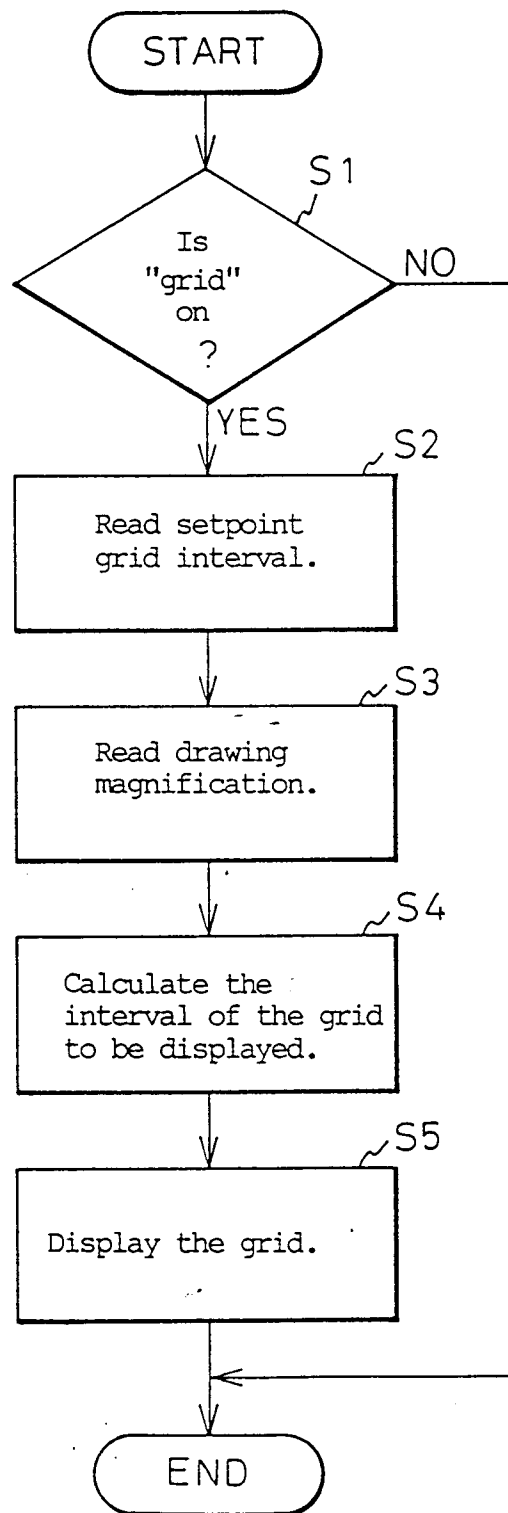 START
S1
Is
"grid"
on
?
NO
YES
S2
Read setpoint
grid interval.
S3
Read drawing
magnification.
S4
Calculate the
interval of the grid
to be displayed.
S5
Display the grid.
END